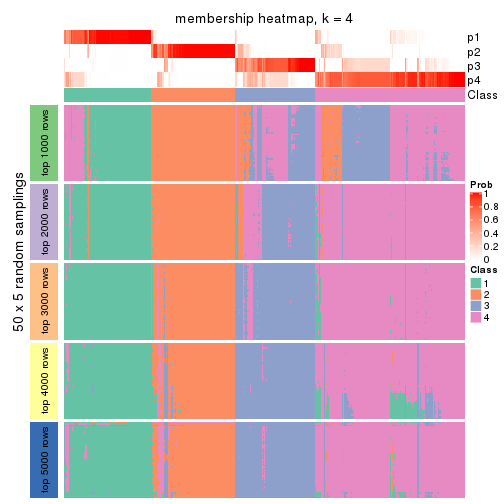 membership heatmap, k = 4
p1
p2
p3
p4
Class
50 x 5 random samplings
top 1000 rows
top 2000 rows
top 3000 rows
top 4000 rows
top 5000 rows
Prob
1
0.8
0.6
0.4
0.2
0
Class
1
2
3
4